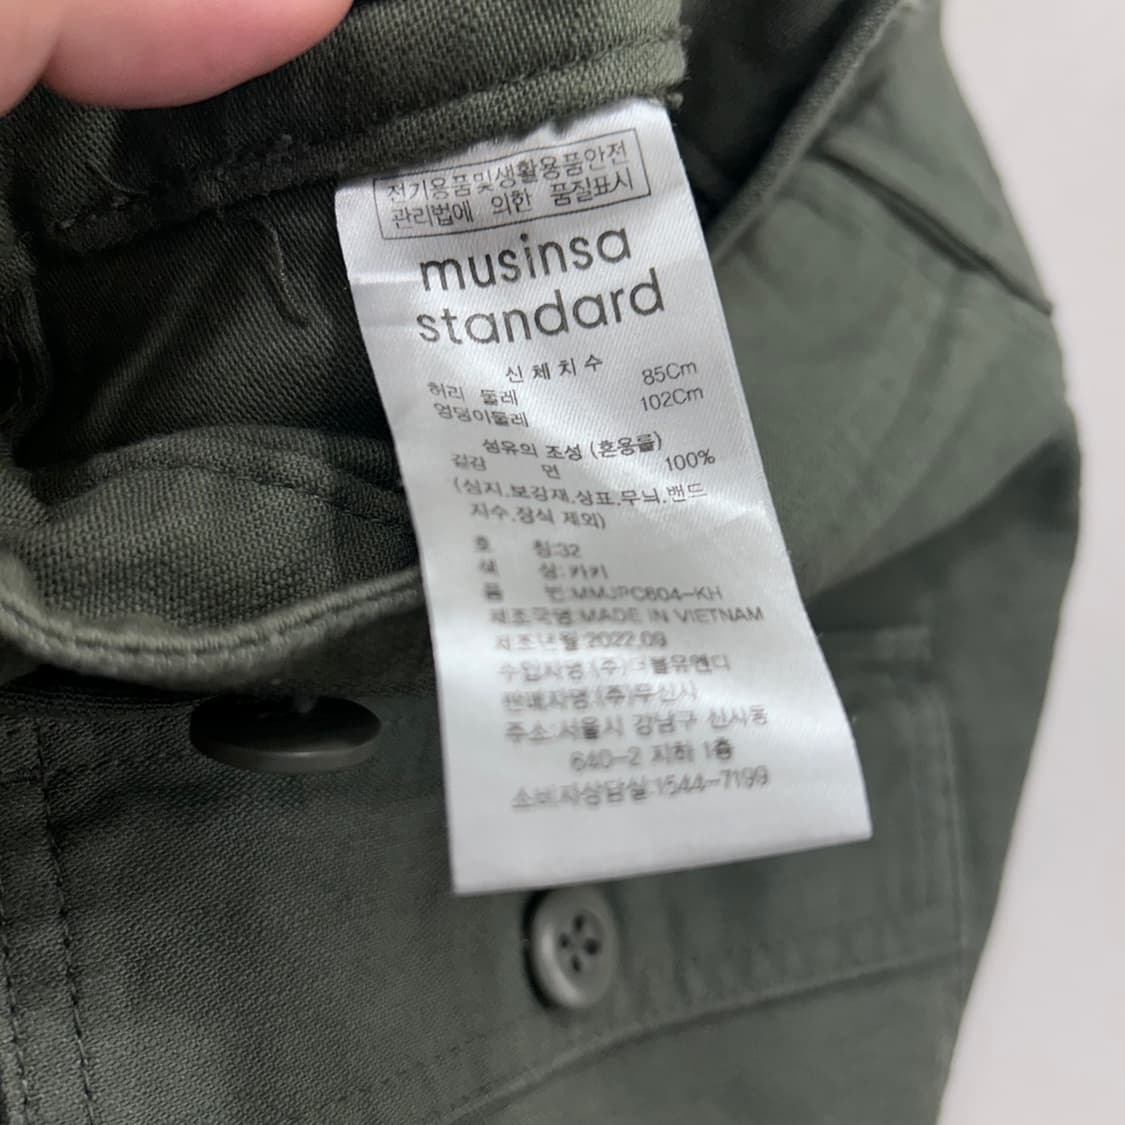 전기용품및생활용품안전
관리법에 의한 품질표시
musinsa
standard
신체치수
허리 둘레 85Cm
엉덩이둘레 102Cm
섬유의 조성 (혼용률)
겉감 면 100%
(심지.보강재.상표.무늬.밴드
자수.장식 제외)
호 칭:32
색 상:카키
품 번:MMJPC604-KH
제조국명:MADE IN VIETNAM
제조년월:2022.09
수입자명:(주)더블유앤디
판매자명:(주)무신사
주소:서울시 강남구 신사동
640-2 지하 1층
소비자상담실:1544-7199